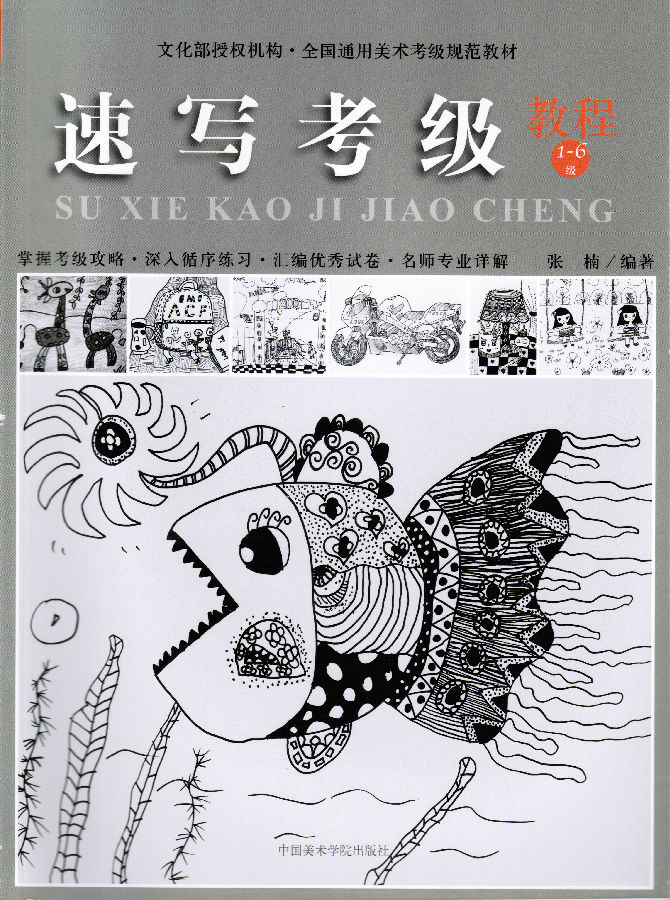 文化部授权机构·全国通用美术考级规范教材
速写考级教程
1-6
级
SU XIE KAO JI JIAO CHENG
掌握考级攻略·深入循序练习·汇编优秀试卷·名师专业详解 张 楠/编著
中国美术学院出版社